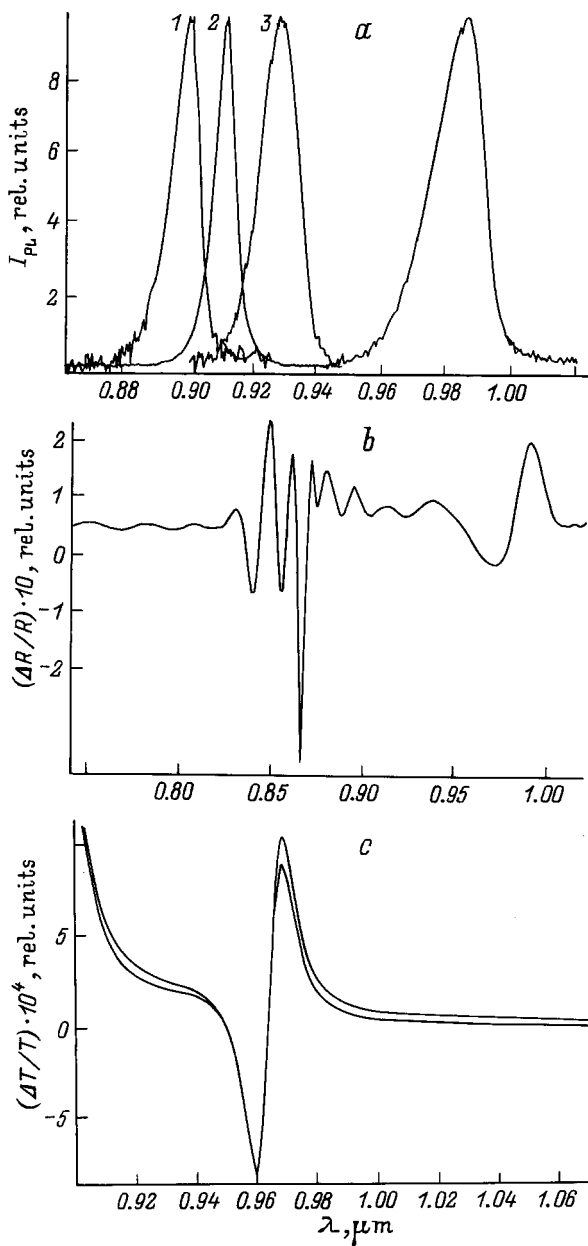 1 2 3 a
I_PL, rel. units
8
6
4
2
0.88 0.90 0.92 0.94 0.96 0.98 1.00
b
(ΔR/R)·10, rel. units
2
1
0
-1
-2
0.80 0.85 0.90 0.95 1.00
c
(ΔT/T)·10⁴, rel. units
5
0
-5
0.92 0.94 0.96 0.98 1.00 1.02 1.04 1.06
λ, μm